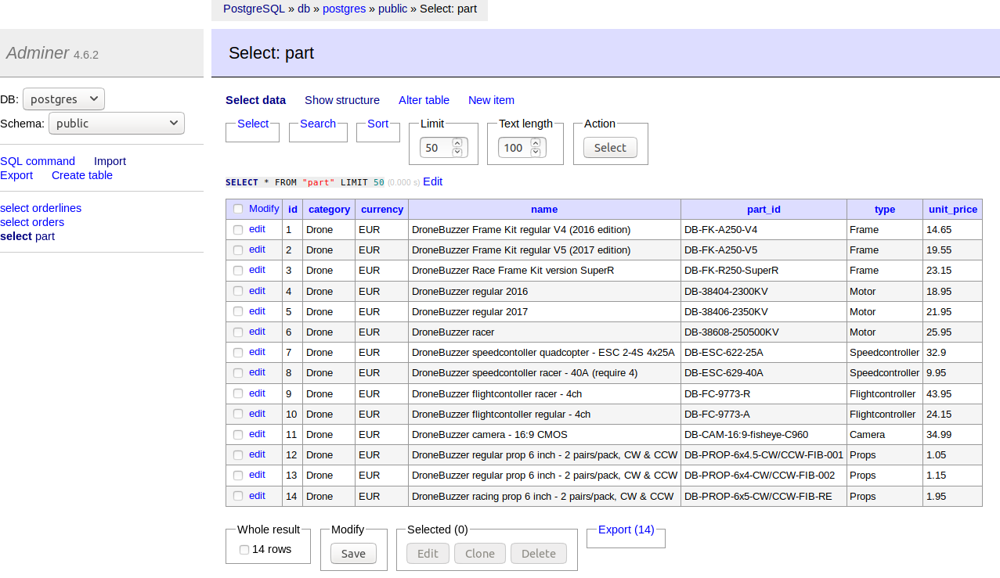 PostgreSQL » db » postgres » public » Select: part
Adminer 4.6.2
Select: part
DB: postgres
Schema: public
SQL command Import
Export Create table
select orderlines
select orders
select part
Select data Show structure Alter table New item
Select Search Sort Limit Text length Action
50 100 Select
SELECT * FROM "part" LIMIT 50 (0.000 s) Edit
Modify id category currency name part_id type unit_price
edit 1 Drone EUR DroneBuzzer Frame Kit regular V4 (2016 edition) DB-FK-A250-V4 Frame 14.65
edit 2 Drone EUR DroneBuzzer Frame Kit regular V5 (2017 edition) DB-FK-A250-V5 Frame 19.55
edit 3 Drone EUR DroneBuzzer Race Frame Kit version SuperR DB-FK-R250-SuperR Frame 23.15
edit 4 Drone EUR DroneBuzzer regular 2016 DB-38404-2300KV Motor 18.95
edit 5 Drone EUR DroneBuzzer regular 2017 DB-38406-2350KV Motor 21.95
edit 6 Drone EUR DroneBuzzer racer DB-38608-250500KV Motor 25.95
edit 7 Drone EUR DroneBuzzer speedcontoller quadcopter - ESC 2-4S 4x25A DB-ESC-622-25A Speedcontroller 32.9
edit 8 Drone EUR DroneBuzzer speedcontoller racer - 40A (require 4) DB-ESC-629-40A Speedcontroller 9.95
edit 9 Drone EUR DroneBuzzer flightcontoller racer - 4ch DB-FC-9773-R Flightcontroller 43.95
edit 10 Drone EUR DroneBuzzer flightcontoller regular - 4ch DB-FC-9773-A Flightcontroller 24.15
edit 11 Drone EUR DroneBuzzer camera - 16:9 CMOS DB-CAM-16:9-fisheye-C960 Camera 34.99
edit 12 Drone EUR DroneBuzzer regular prop 6 inch - 2 pairs/pack, CW & CCW DB-PROP-6x4.5-CW/CCW-FIB-001 Props 1.05
edit 13 Drone EUR DroneBuzzer regular prop 6 inch - 2 pairs/pack, CW & CCW DB-PROP-6x4-CW/CCW-FIB-002 Props 1.15
edit 14 Drone EUR DroneBuzzer racing prop 6 inch - 2 pairs/pack, CW & CCW DB-PROP-6x5-CW/CCW-FIB-RE Props 1.95
Whole result Modify Selected (0) Export (14)
14 rows Save Edit Clone Delete